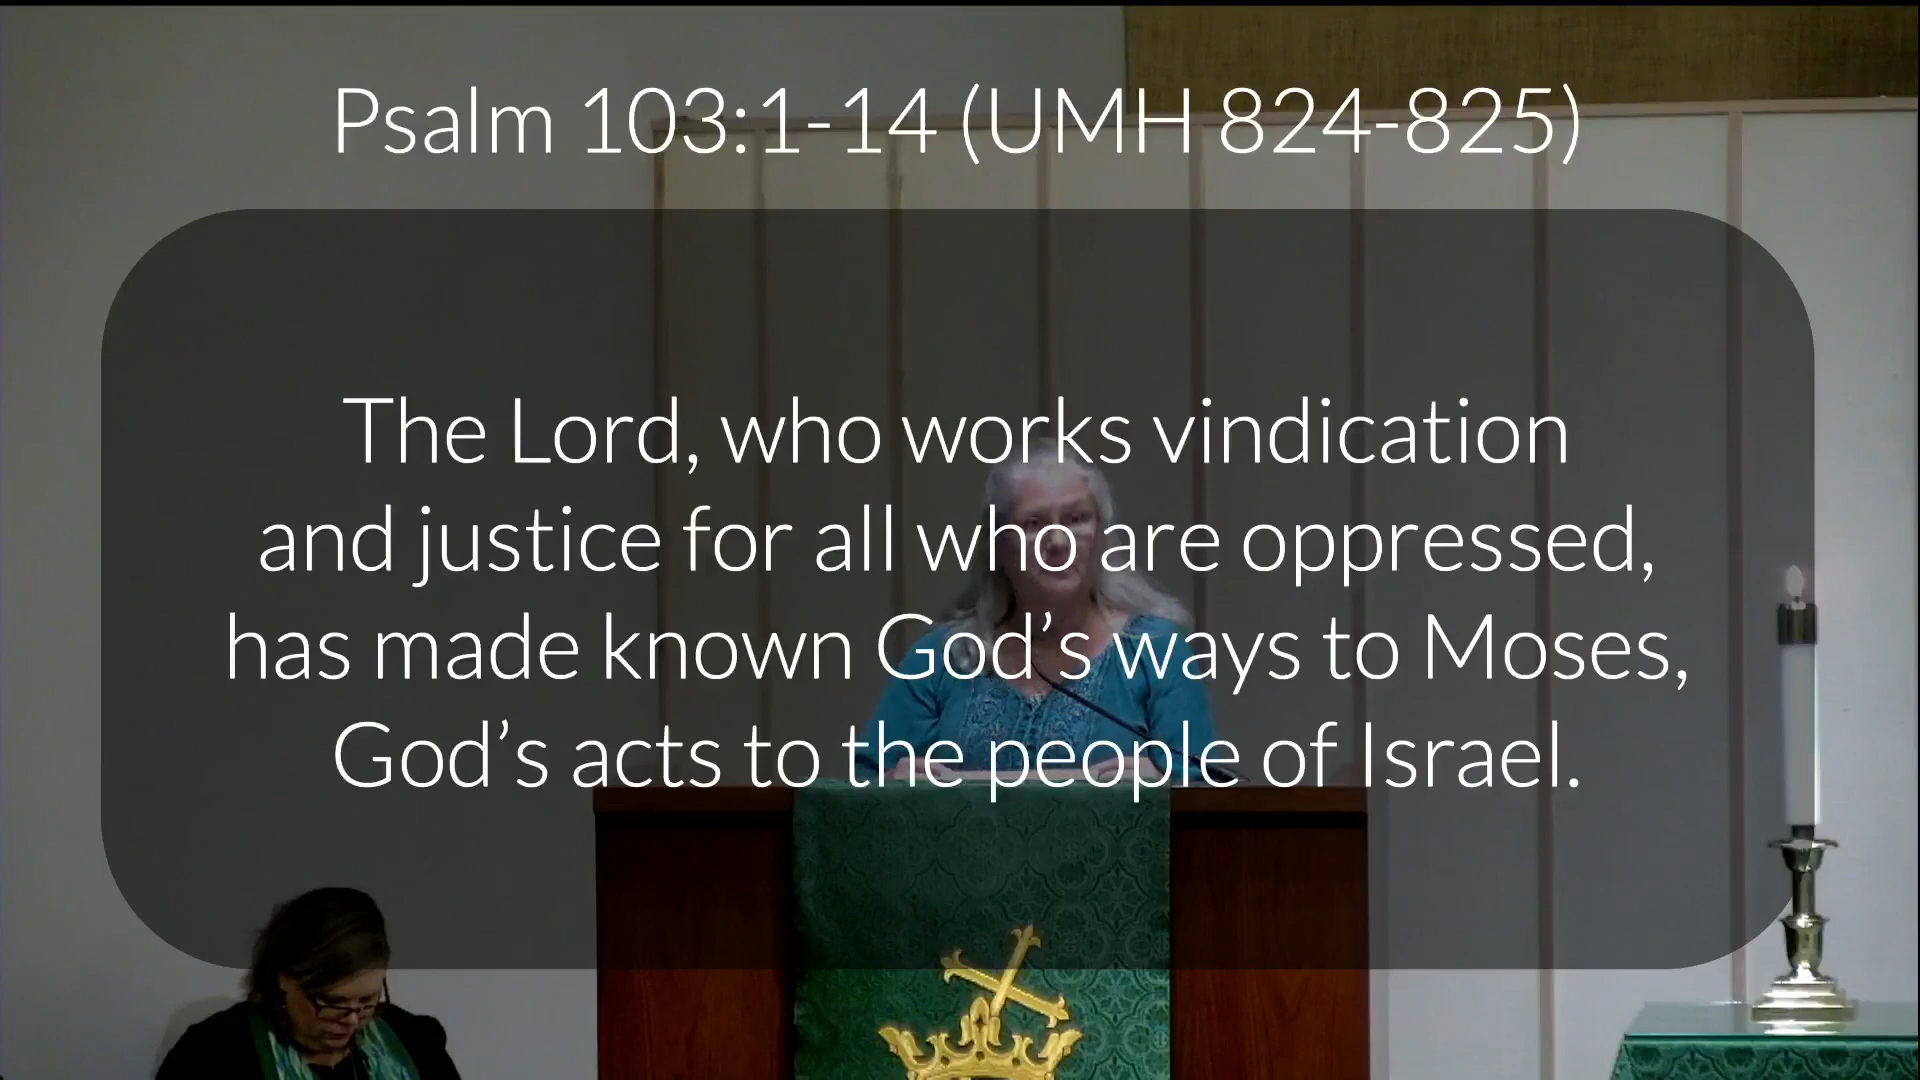 Psalm 103:1-14 (UMH 824-825)
The Lord, who works vindication
and justice for all who are oppressed,
has made known God’s ways to Moses,
God’s acts to the people of Israel.